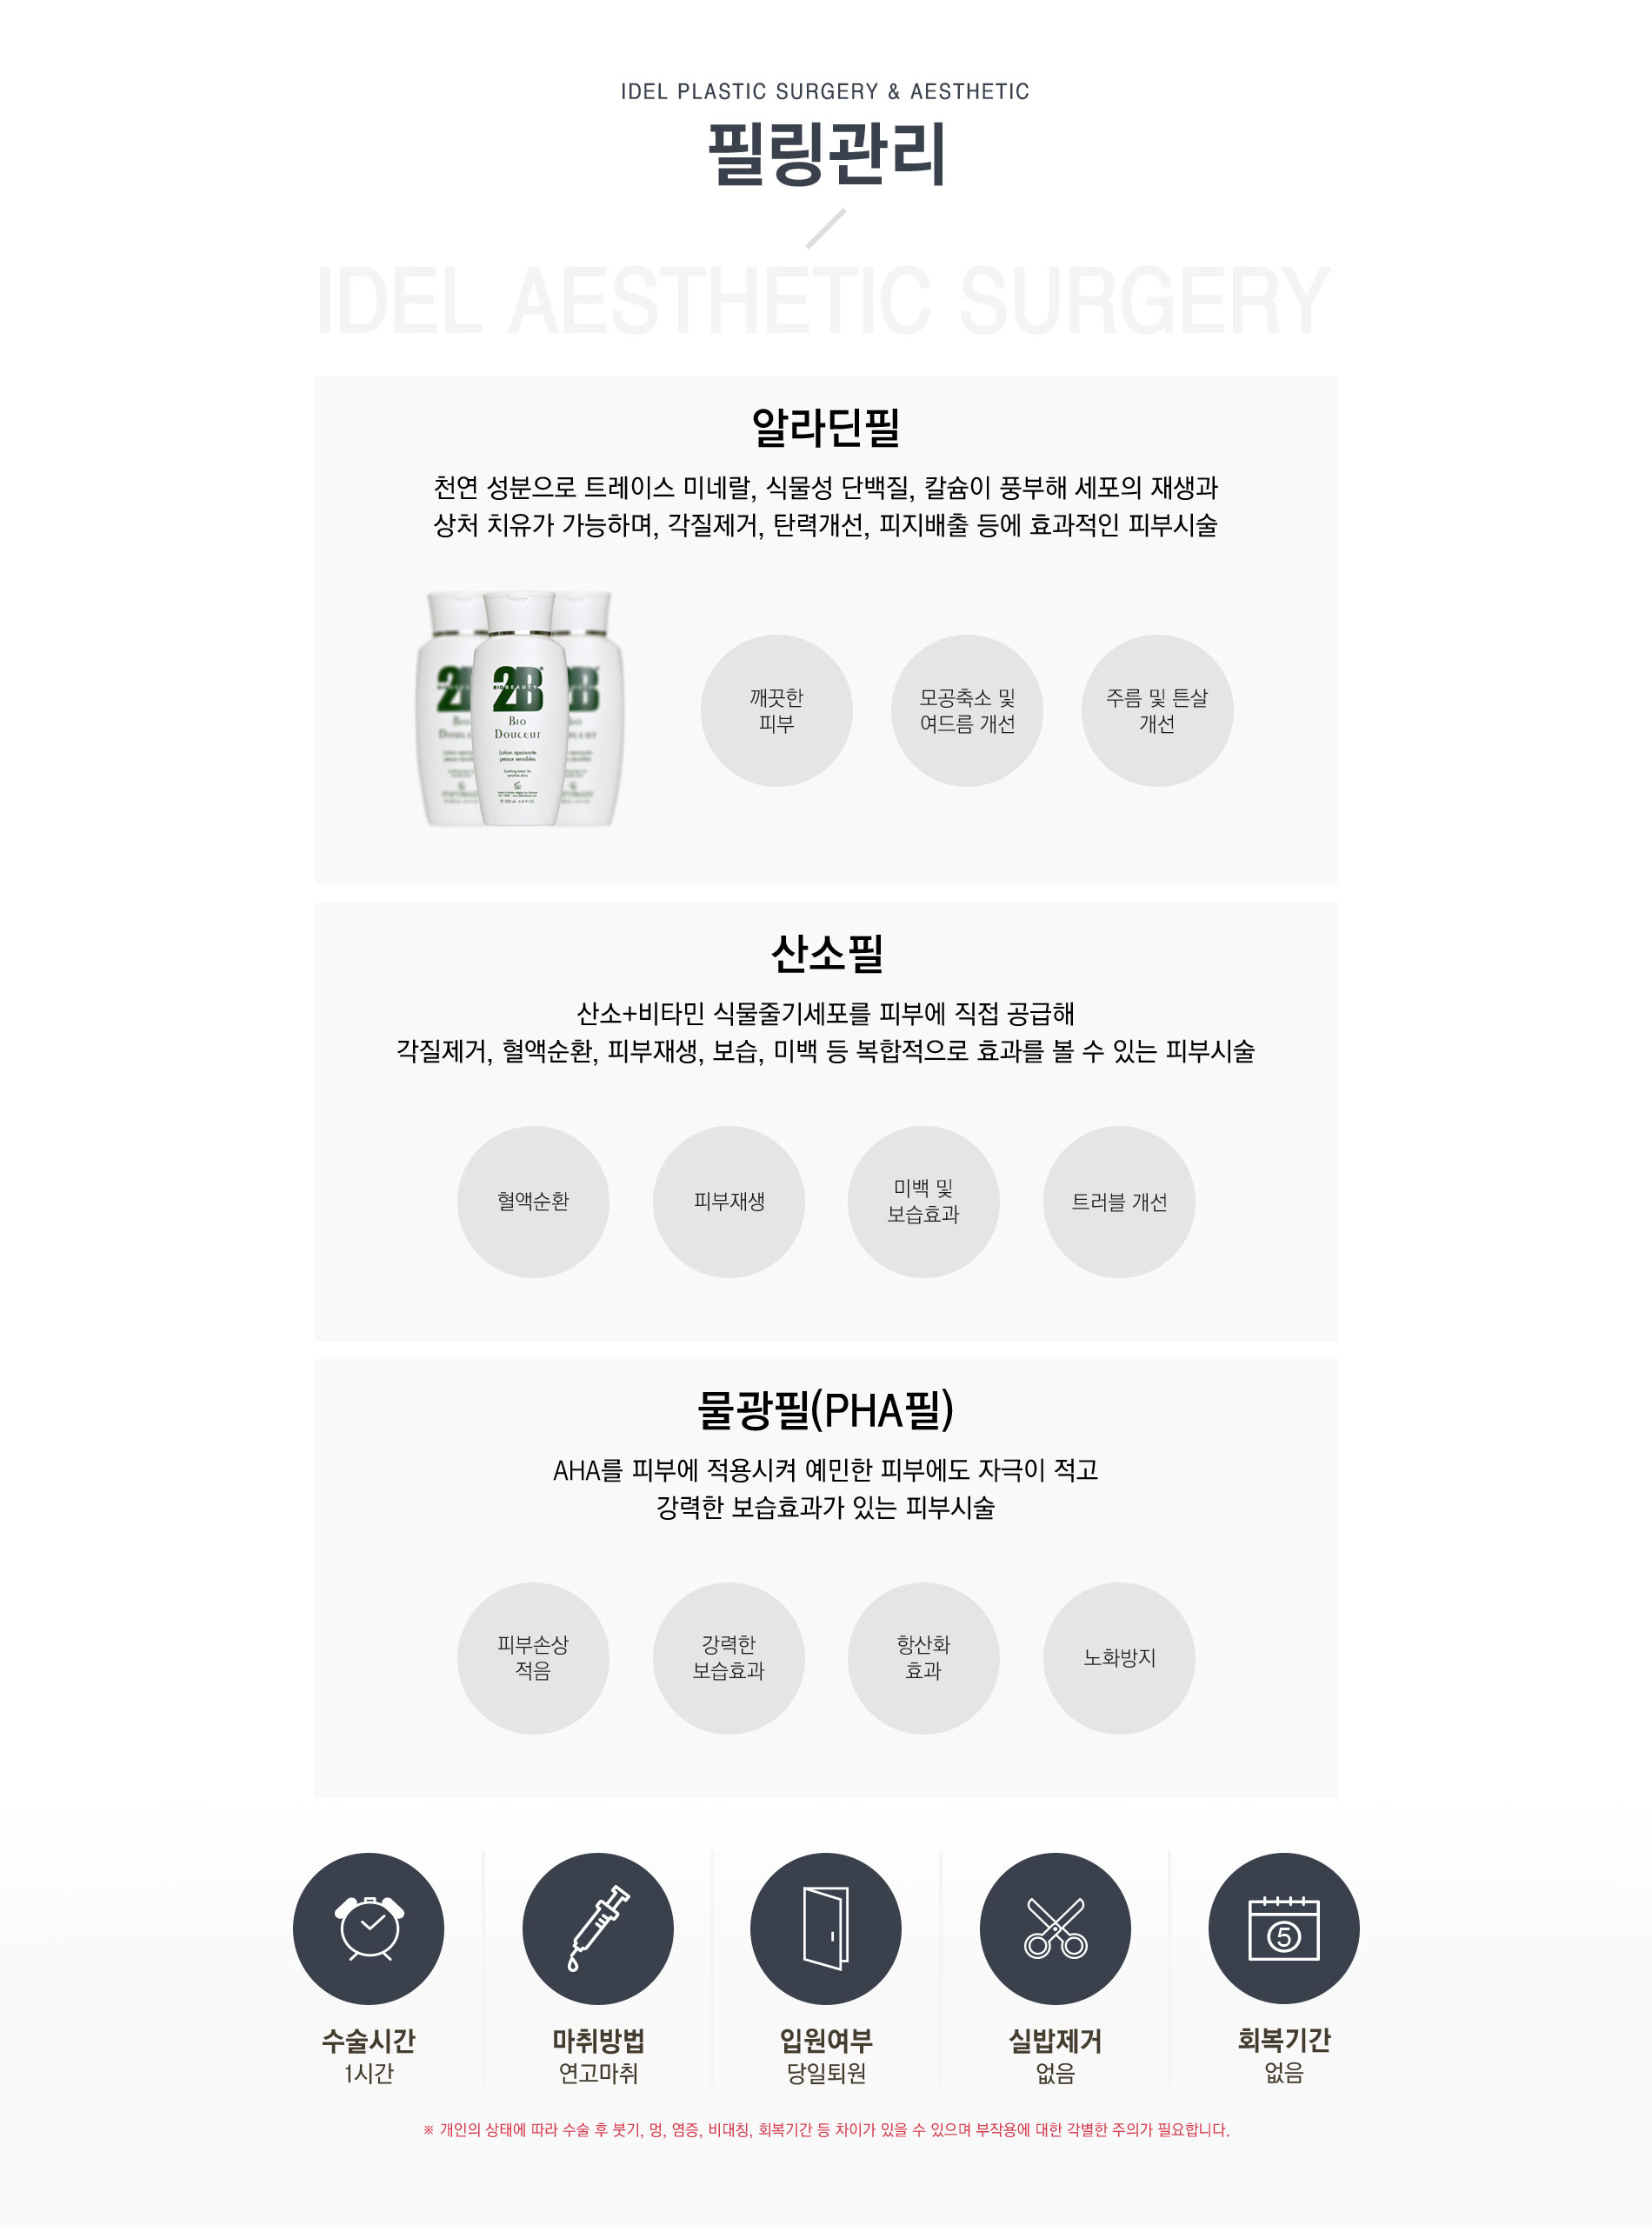 IDEL PLASTIC SURGERY & AESTHETIC
필링관리
IDEL AESTHETIC SURGERY
알라딘필
천연 성분으로 트레이스 미네랄, 식물성 단백질, 칼슘이 풍부해 세포의 재생과
상처 치유가 가능하며, 각질제거, 탄력개선, 피지배출 등에 효과적인 피부시술
2B
BIO BEAUTY
Bio
Douceur
Lotion apaisante
peaux sensibles
Soothing lotion for
sensitive skins
깨끗한
피부
모공축소 및
여드름 개선
주름 및 튼살
개선
산소필
산소+비타민 식물줄기세포를 피부에 직접 공급해
각질제거, 혈액순환, 피부재생, 보습, 미백 등 복합적으로 효과를 볼 수 있는 피부시술
혈액순환
피부재생
미백 및
보습효과
트러블 개선
물광필(PHA필)
AHA를 피부에 적용시켜 예민한 피부에도 자극이 적고
강력한 보습효과가 있는 피부시술
피부손상
적음
강력한
보습효과
항산화
효과
노화방지
5
수술시간
1시간
마취방법
연고마취
입원여부
당일퇴원
실밥제거
없음
회복기간
없음
※ 개인의 상태에 따라 수술 후 붓기, 멍, 염증, 비대칭, 회복기간 등 차이가 있을 수 있으며 부작용에 대한 각별한 주의가 필요합니다.